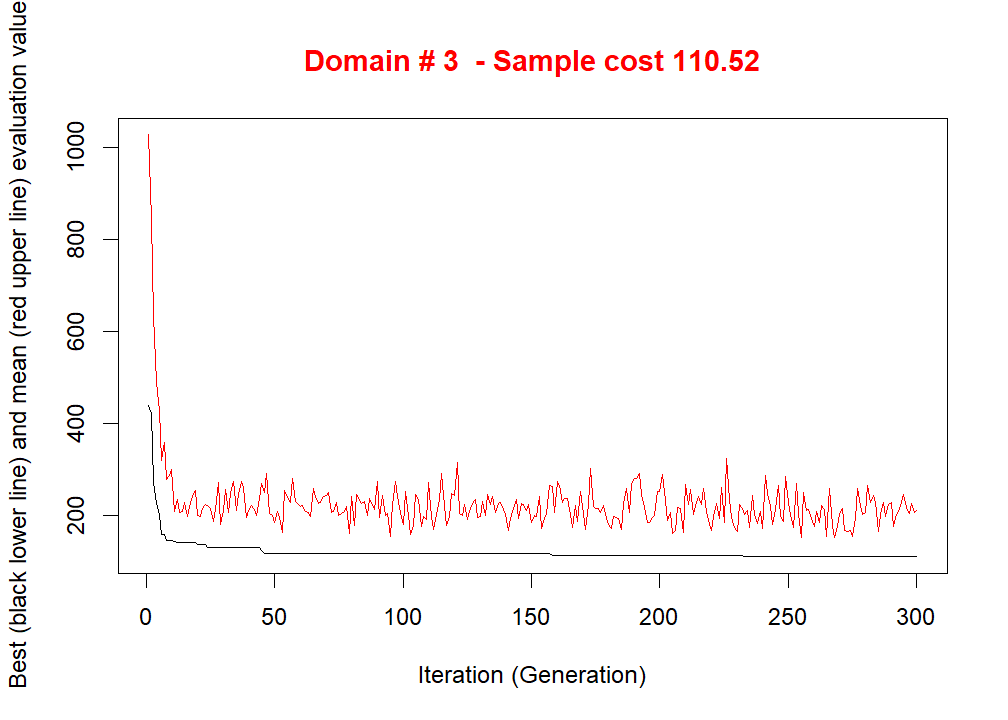 Domain # 3  - Sample cost 110.52
Best (black lower line) and mean (red upper line) evaluation value
1000
800
600
400
200
0 50 100 150 200 250 300
Iteration (Generation)